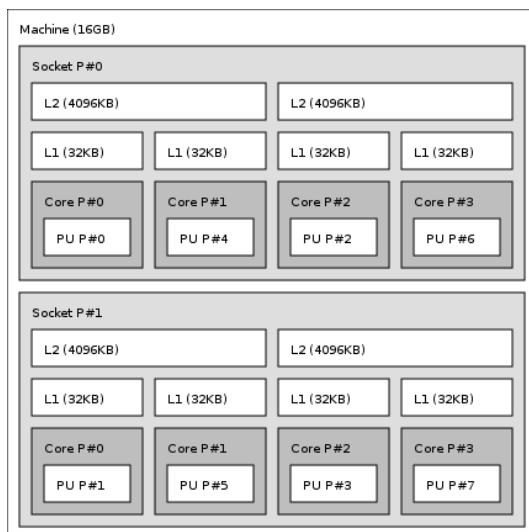 Machine (16GB)
Socket P#0
L2 (4096KB) L2 (4096KB)
L1 (32KB) L1 (32KB) L1 (32KB) L1 (32KB)
Core P#0 Core P#1 Core P#2 Core P#3
PU P#0 PU P#4 PU P#2 PU P#6
Socket P#1
L2 (4096KB) L2 (4096KB)
L1 (32KB) L1 (32KB) L1 (32KB) L1 (32KB)
Core P#0 Core P#1 Core P#2 Core P#3
PU P#1 PU P#5 PU P#3 PU P#7